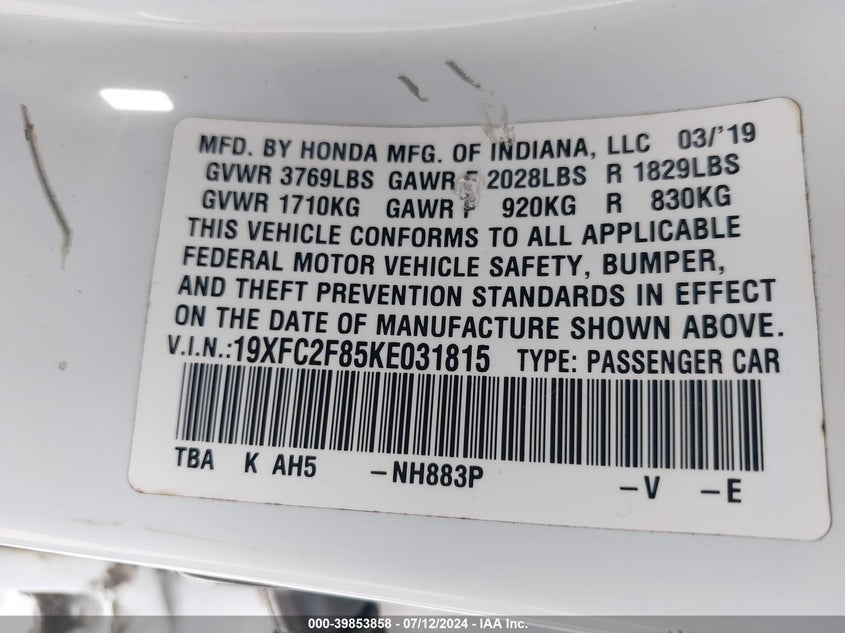 MFD. BY HONDA MFG. OF INDIANA, LLC 03/'19
GVWR 3769LBS GAWR F 2028LBS R 1829LBS
GVWR 1710KG GAWR F 920KG R 830KG
THIS VEHICLE CONFORMS TO ALL APPLICABLE
FEDERAL MOTOR VEHICLE SAFETY, BUMPER,
AND THEFT PREVENTION STANDARDS IN EFFECT
ON THE DATE OF MANUFACTURE SHOWN ABOVE.
V.I.N.:19XFC2F85KE031815 TYPE: PASSENGER CAR
TBA K AH5 –NH883P –V –E
000-39853858 - 07/12/2024 - IAA Inc.